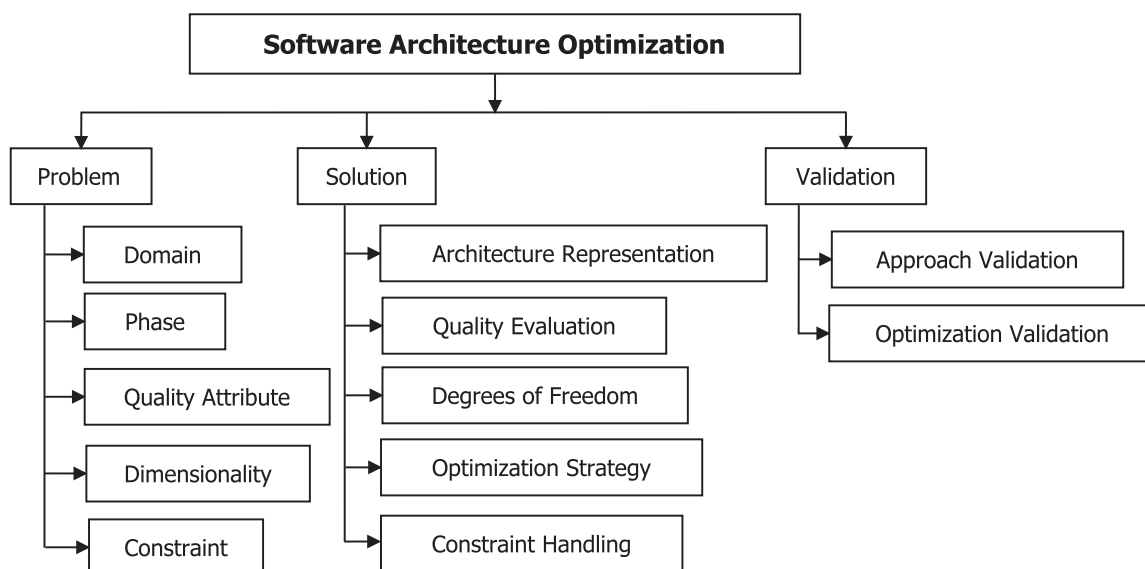 Software Architecture Optimization
Problem
Domain
Phase
Quality Attribute
Dimensionality
Constraint
Solution
Architecture Representation
Quality Evaluation
Degrees of Freedom
Optimization Strategy
Constraint Handling
Validation
Approach Validation
Optimization Validation